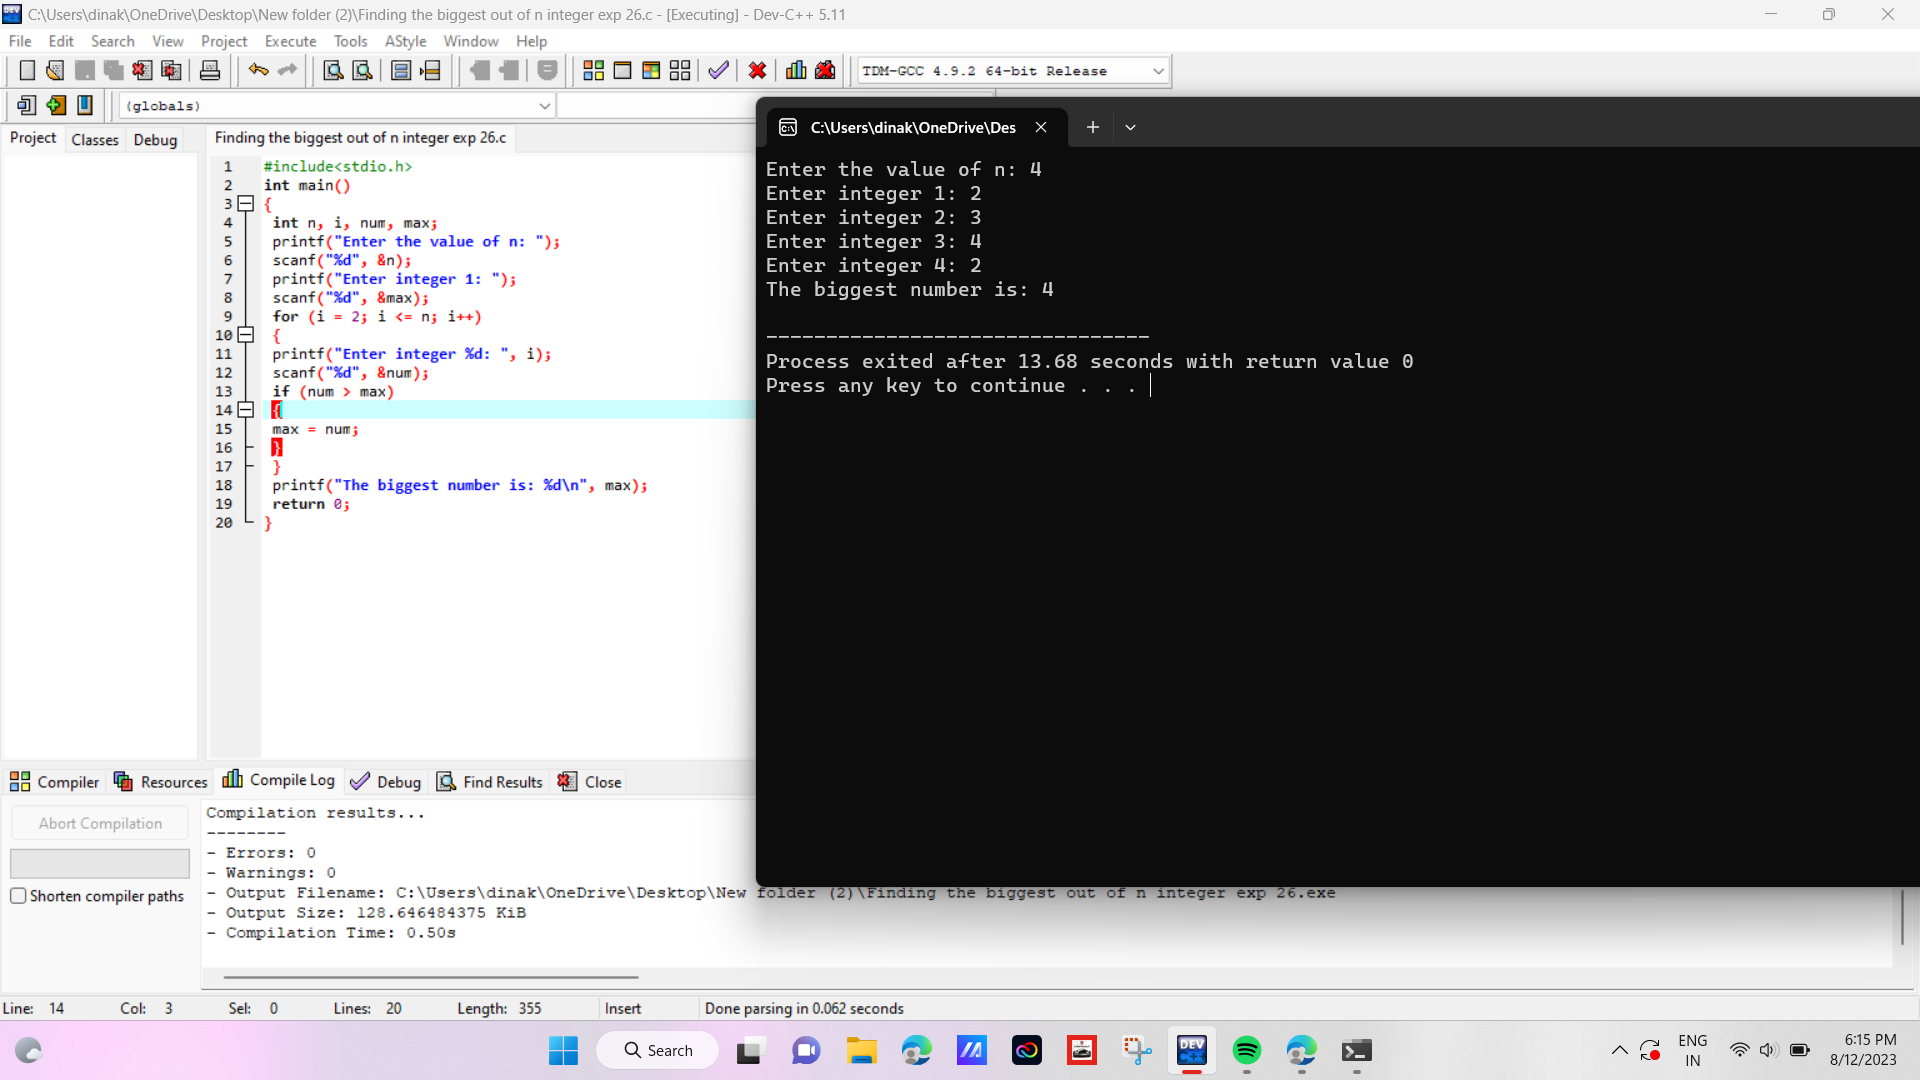 C:\Users\dinak\OneDrive\Desktop\New folder (2)\Finding the biggest out of n integer exp 26.c - [Executing] - Dev-C++ 5.11
File Edit Search View Project Execute Tools AStyle Window Help
TDM-GCC 4.9.2 64-bit Release
(globals)
Project Classes Debug
Finding the biggest out of n integer exp 26.c
1 #include<stdio.h>
2 int main()
3 {
4 int n, i, num, max;
5 printf("Enter the value of n: ");
6 scanf("%d", &n);
7 printf("Enter integer 1: ");
8 scanf("%d", &max);
9 for (i = 2; i <= n; i++)
10 {
11 printf("Enter integer %d: ", i);
12 scanf("%d", &num);
13 if (num > max)
14 {
15 max = num;
16 }
17 }
18 printf("The biggest number is: %d\n", max);
19 return 0;
20 }
C:\Users\dinak\OneDrive\Des
Enter the value of n: 4
Enter integer 1: 2
Enter integer 2: 3
Enter integer 3: 4
Enter integer 4: 2
The biggest number is: 4
--------------------------------
Process exited after 13.68 seconds with return value 0
Press any key to continue . . .
Compiler Resources Compile Log Debug Find Results Close
Abort Compilation
Shorten compiler paths
Compilation results...
--------
- Errors: 0
- Warnings: 0
- Output Filename: C:\Users\dinak\OneDrive\Desktop\New folder (2)\Finding the biggest out of n integer exp 26.exe
- Output Size: 128.646484375 KiB
- Compilation Time: 0.50s
Line: 14 Col: 3 Sel: 0 Lines: 20 Length: 355 Insert Done parsing in 0.062 seconds
Search
DEV C++
ENG
IN
6:15 PM
8/12/2023